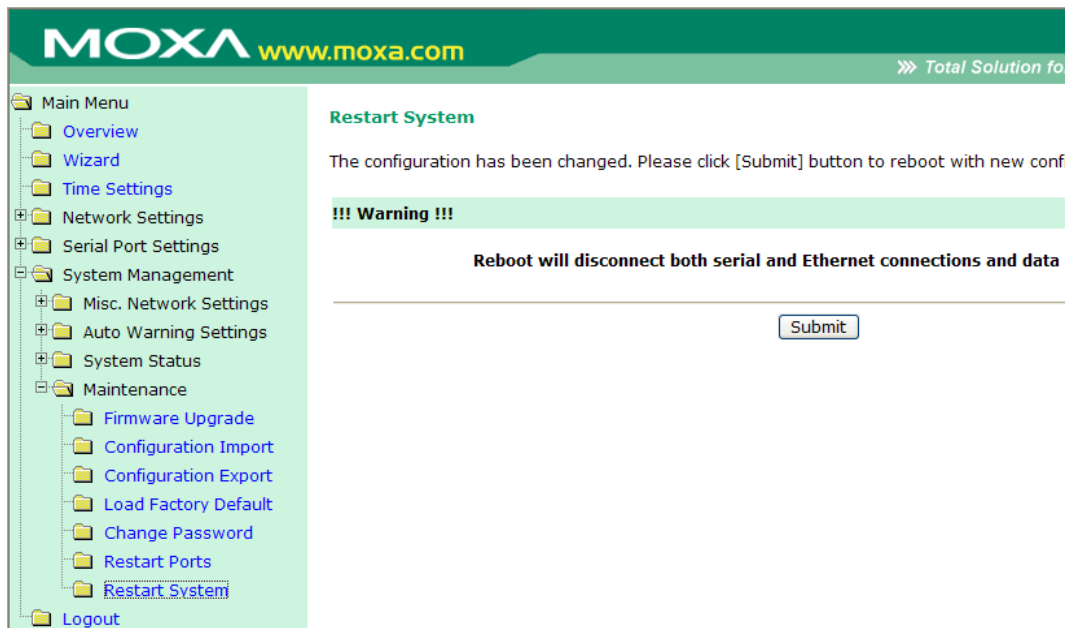 MOXA www.moxa.com
Total Solution fo
Main Menu
Overview
Wizard
Time Settings
Network Settings
Serial Port Settings
System Management
Misc. Network Settings
Auto Warning Settings
System Status
Maintenance
Firmware Upgrade
Configuration Import
Configuration Export
Load Factory Default
Change Password
Restart Ports
Restart System
Logout
Restart System
The configuration has been changed. Please click [Submit] button to reboot with new conf
!!! Warning !!!
Reboot will disconnect both serial and Ethernet connections and data
Submit